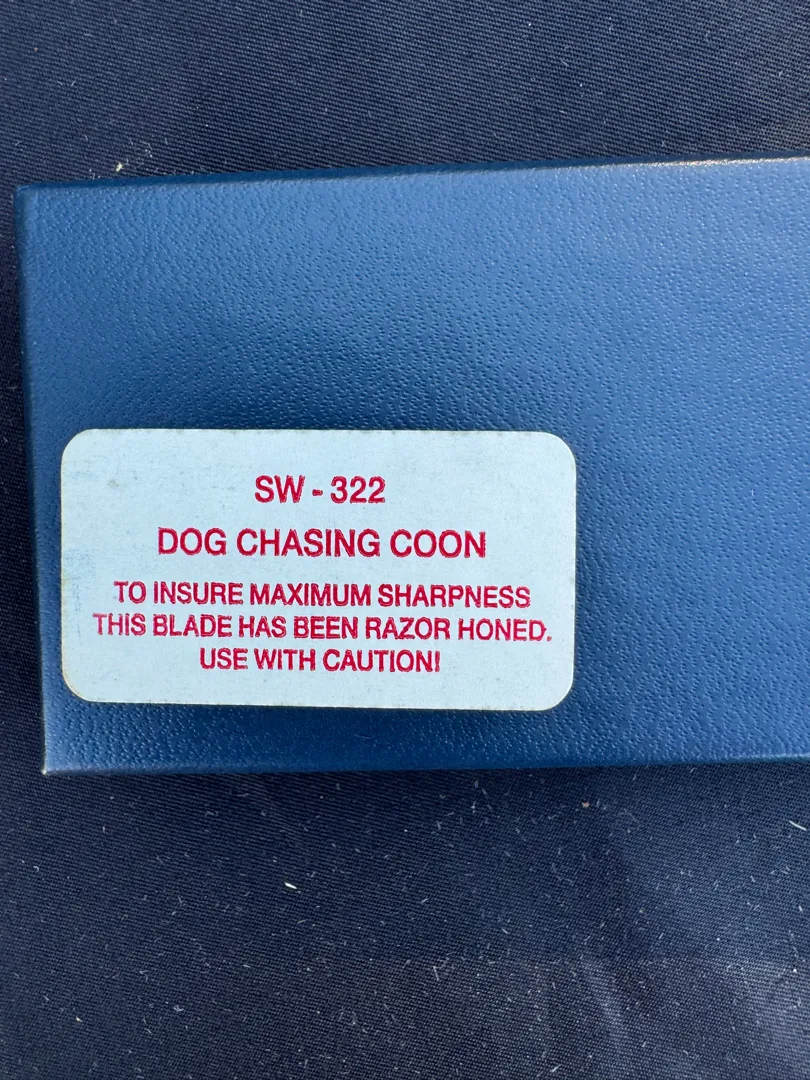 SW - 322
DOG CHASING COON
TO INSURE MAXIMUM SHARPNESS
THIS BLADE HAS BEEN RAZOR HONED.
USE WITH CAUTION!